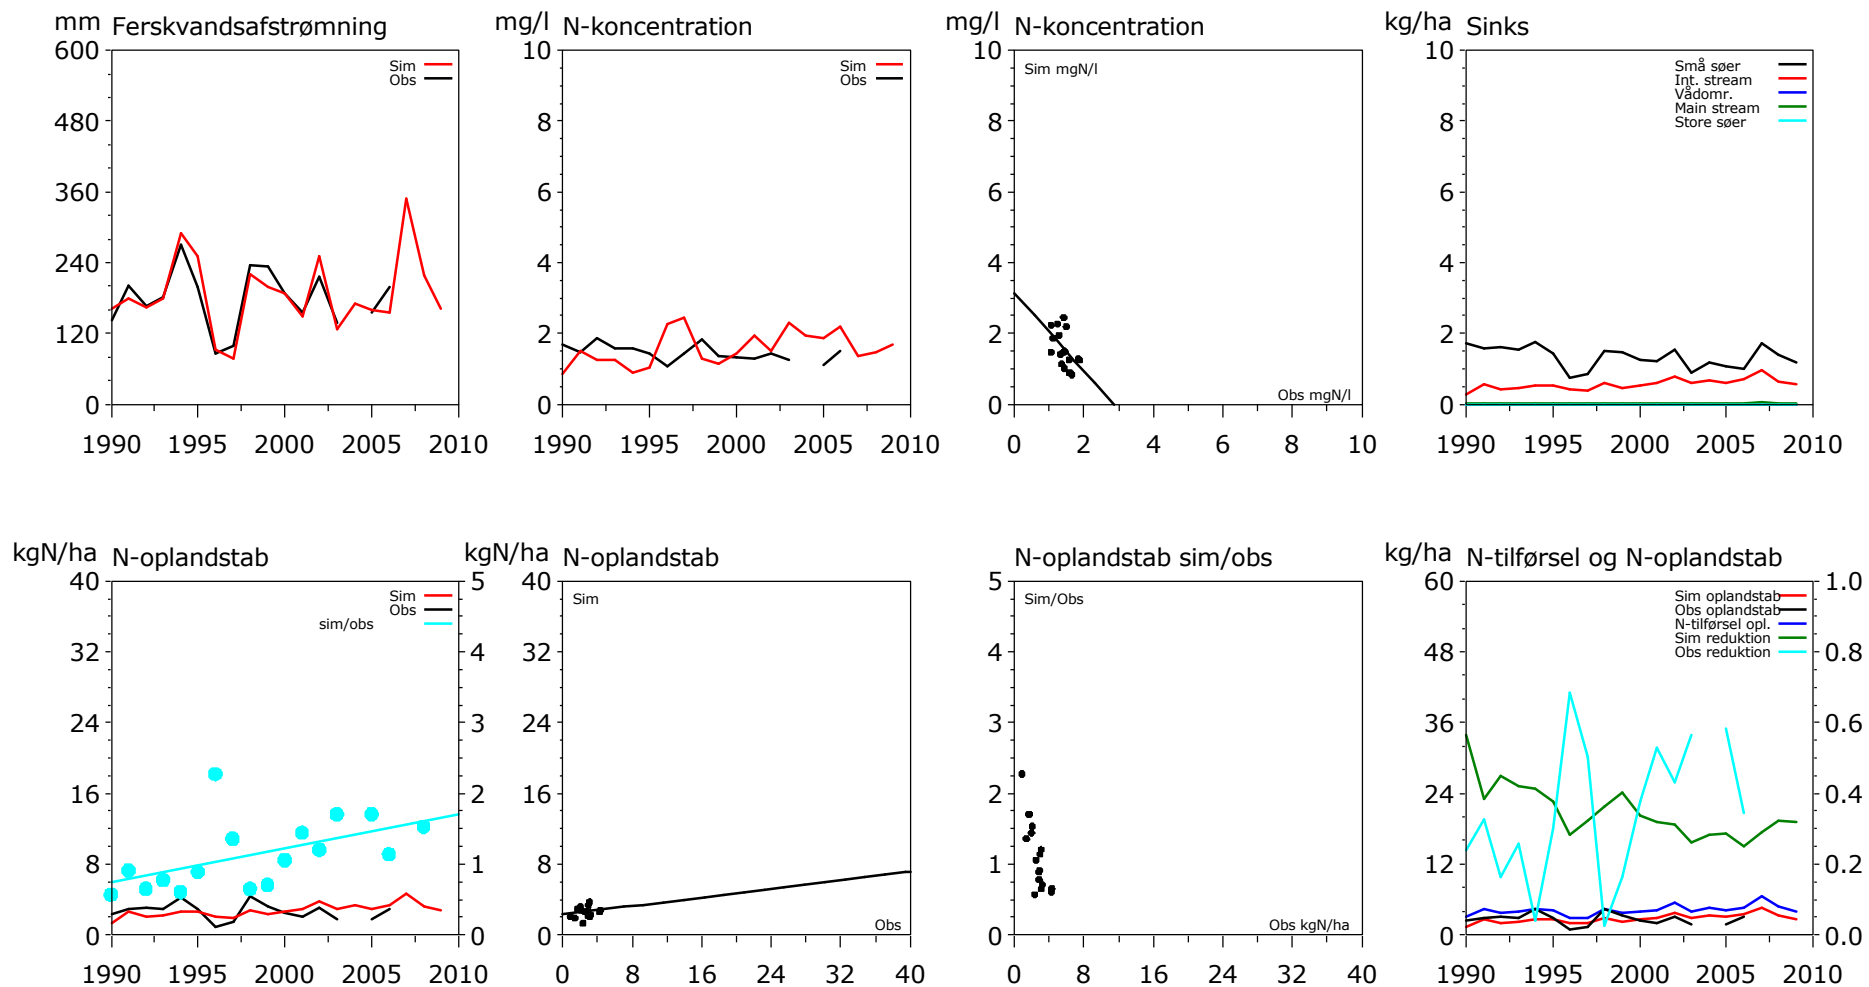 mm Ferskvandsafstrømning
600
480
360
240
120
0
1990 1995 2000 2005 2010
Sim
Obs
mg/l N-koncentration
10
8
6
4
2
0
1990 1995 2000 2005 2010
Sim
Obs
mg/l N-koncentration
10
8
6
4
2
0
0 2 4 6 8 10
Sim mgN/l
Obs mgN/l
kg/ha Sinks
10
8
6
4
2
0
1990 1995 2000 2005 2010
Små søer
Int. stream
Vådomr.
Main stream
Store søer
kgN/ha N-oplandstab
40
32
24
16
8
0
1990 1995 2000 2005 2010
5
4
3
2
1
0
Sim
Obs
sim/obs
kgN/ha N-oplandstab
40
32
24
16
8
0
0 8 16 24 32 40
Sim
Obs
N-oplandstab sim/obs
5
4
3
2
1
0
0 8 16 24 32 40
Sim/Obs
Obs kgN/ha
kg/ha N-tilførsel og N-oplandstab
60
48
36
24
12
0
1990 1995 2000 2005 2010
1.0
0.8
0.6
0.4
0.2
0.0
Sim oplandstab
Obs oplandstab
N-tilførsel opl.
Sim reduktion
Obs reduktion